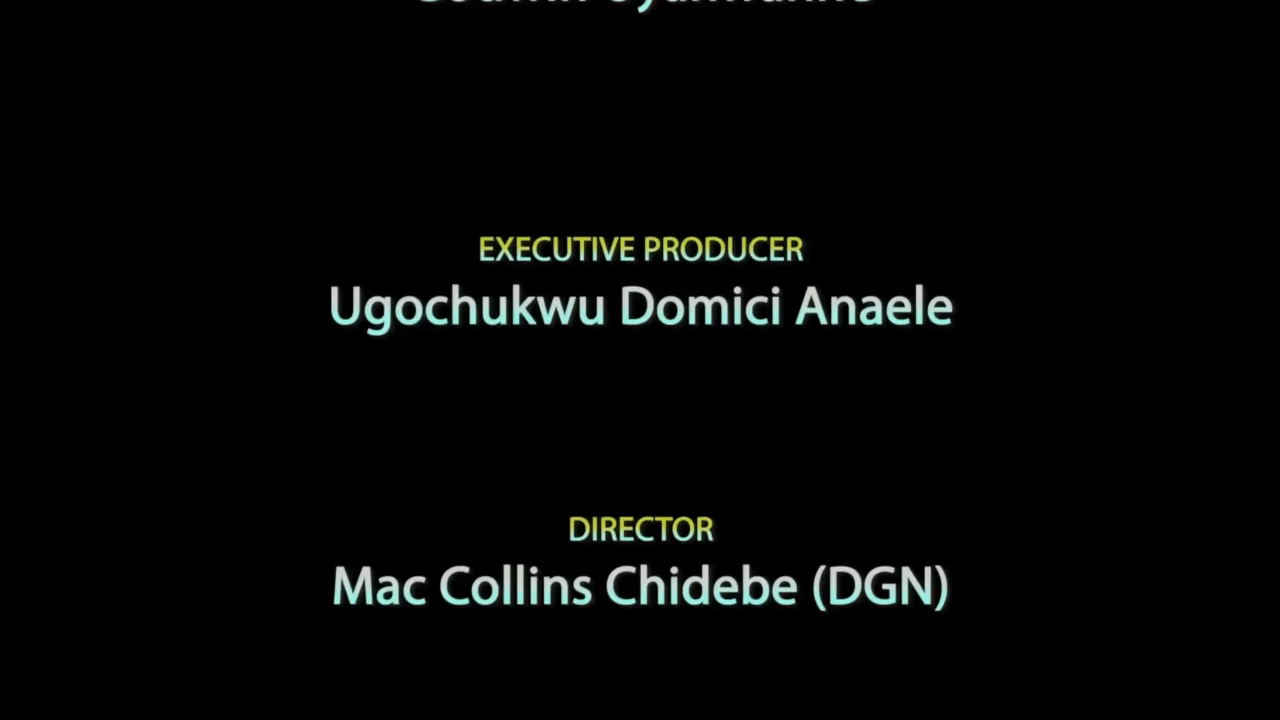 EXECUTIVE PRODUCER
Ugochukwu Domici Anaele
DIRECTOR
Mac Collins Chidebe (DGN)